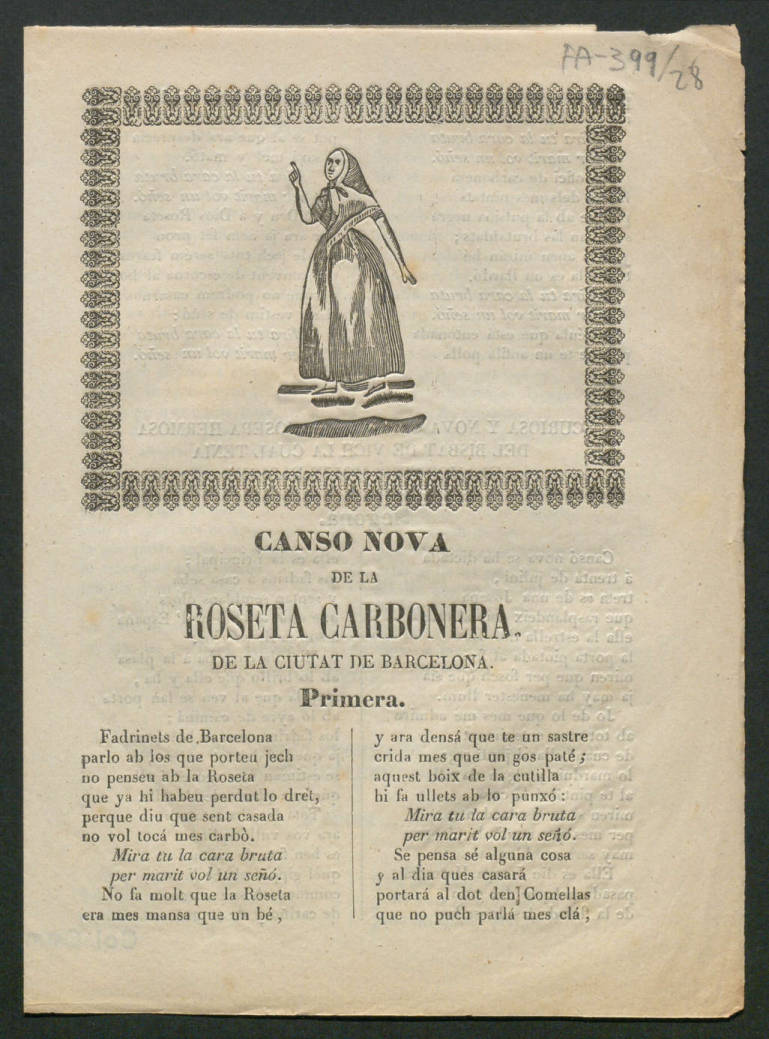 AA-399/28
CANSO NOVA
DE LA
ROSETA CARBONERA.
DE LA CIUTAT DE BARCELONA.
Primera.
Fadrinets de Barcelona
parlo ab los que porteu jech
no penseu ab la Roseta
que ya hi habeu perdut lo dret,
perque diu que sent casada
no vol tocá mes carbò.
Mira tu la cara bruta
per marit vol un señó.
No fa molt que la Roseta
era mes mansa que un bé,
y ara densá que te un sastre
crida mes que un gos paté;
aquest boix de la cutilla
hi fa ullets ab lo punxó:
Mira tu la cara bruta
per marit vol un señó.
Se pensa sé alguna cosa
y al dia ques casará
portará al dot den] Comellas
que no puch parlá mes clá;